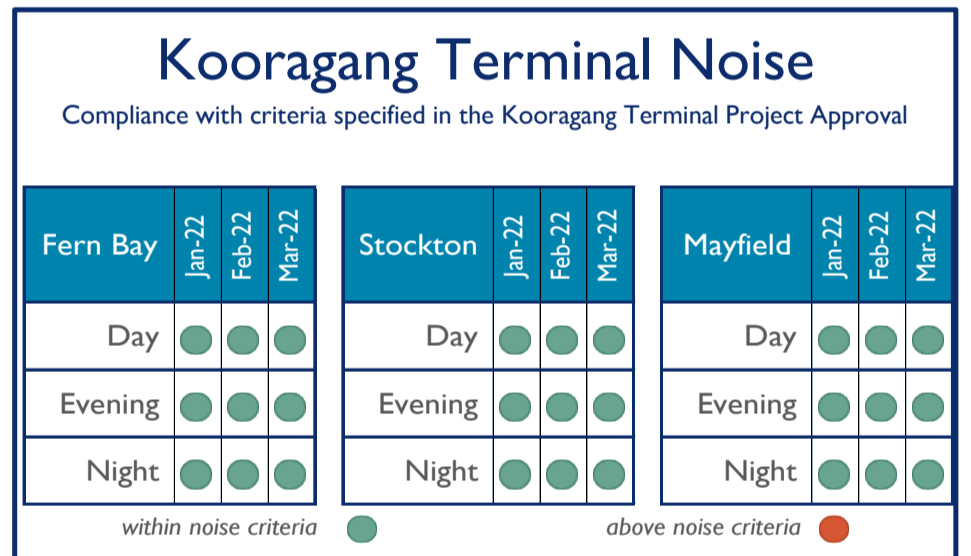 Kooragang Terminal Noise
Compliance with criteria specified in the Kooragang Terminal Project Approval
Fern Bay Jan-22 Feb-22 Mar-22
Day
Evening
Night
Stockton Jan-22 Feb-22 Mar-22
Day
Evening
Night
Mayfield Jan-22 Feb-22 Mar-22
Day
Evening
Night
within noise criteria
above noise criteria